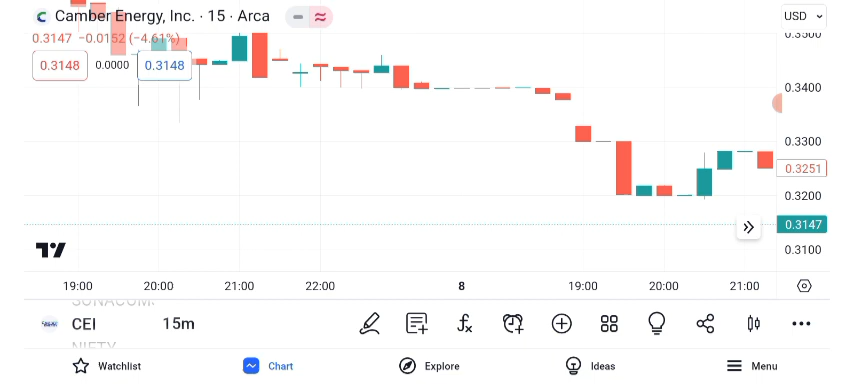 Camber Energy, Inc. · 15 · Arca
USD
0.3147 −0.0152 (−4.61%)
0.3500
0.3148 0.0000 0.3148
0.3400
0.3300
0.3251
0.3200
0.3147
0.3100
19:00 20:00 21:00 22:00 8 19:00 20:00 21:00
CEI 15m
NIFTY
Watchlist Chart Explore Ideas Menu